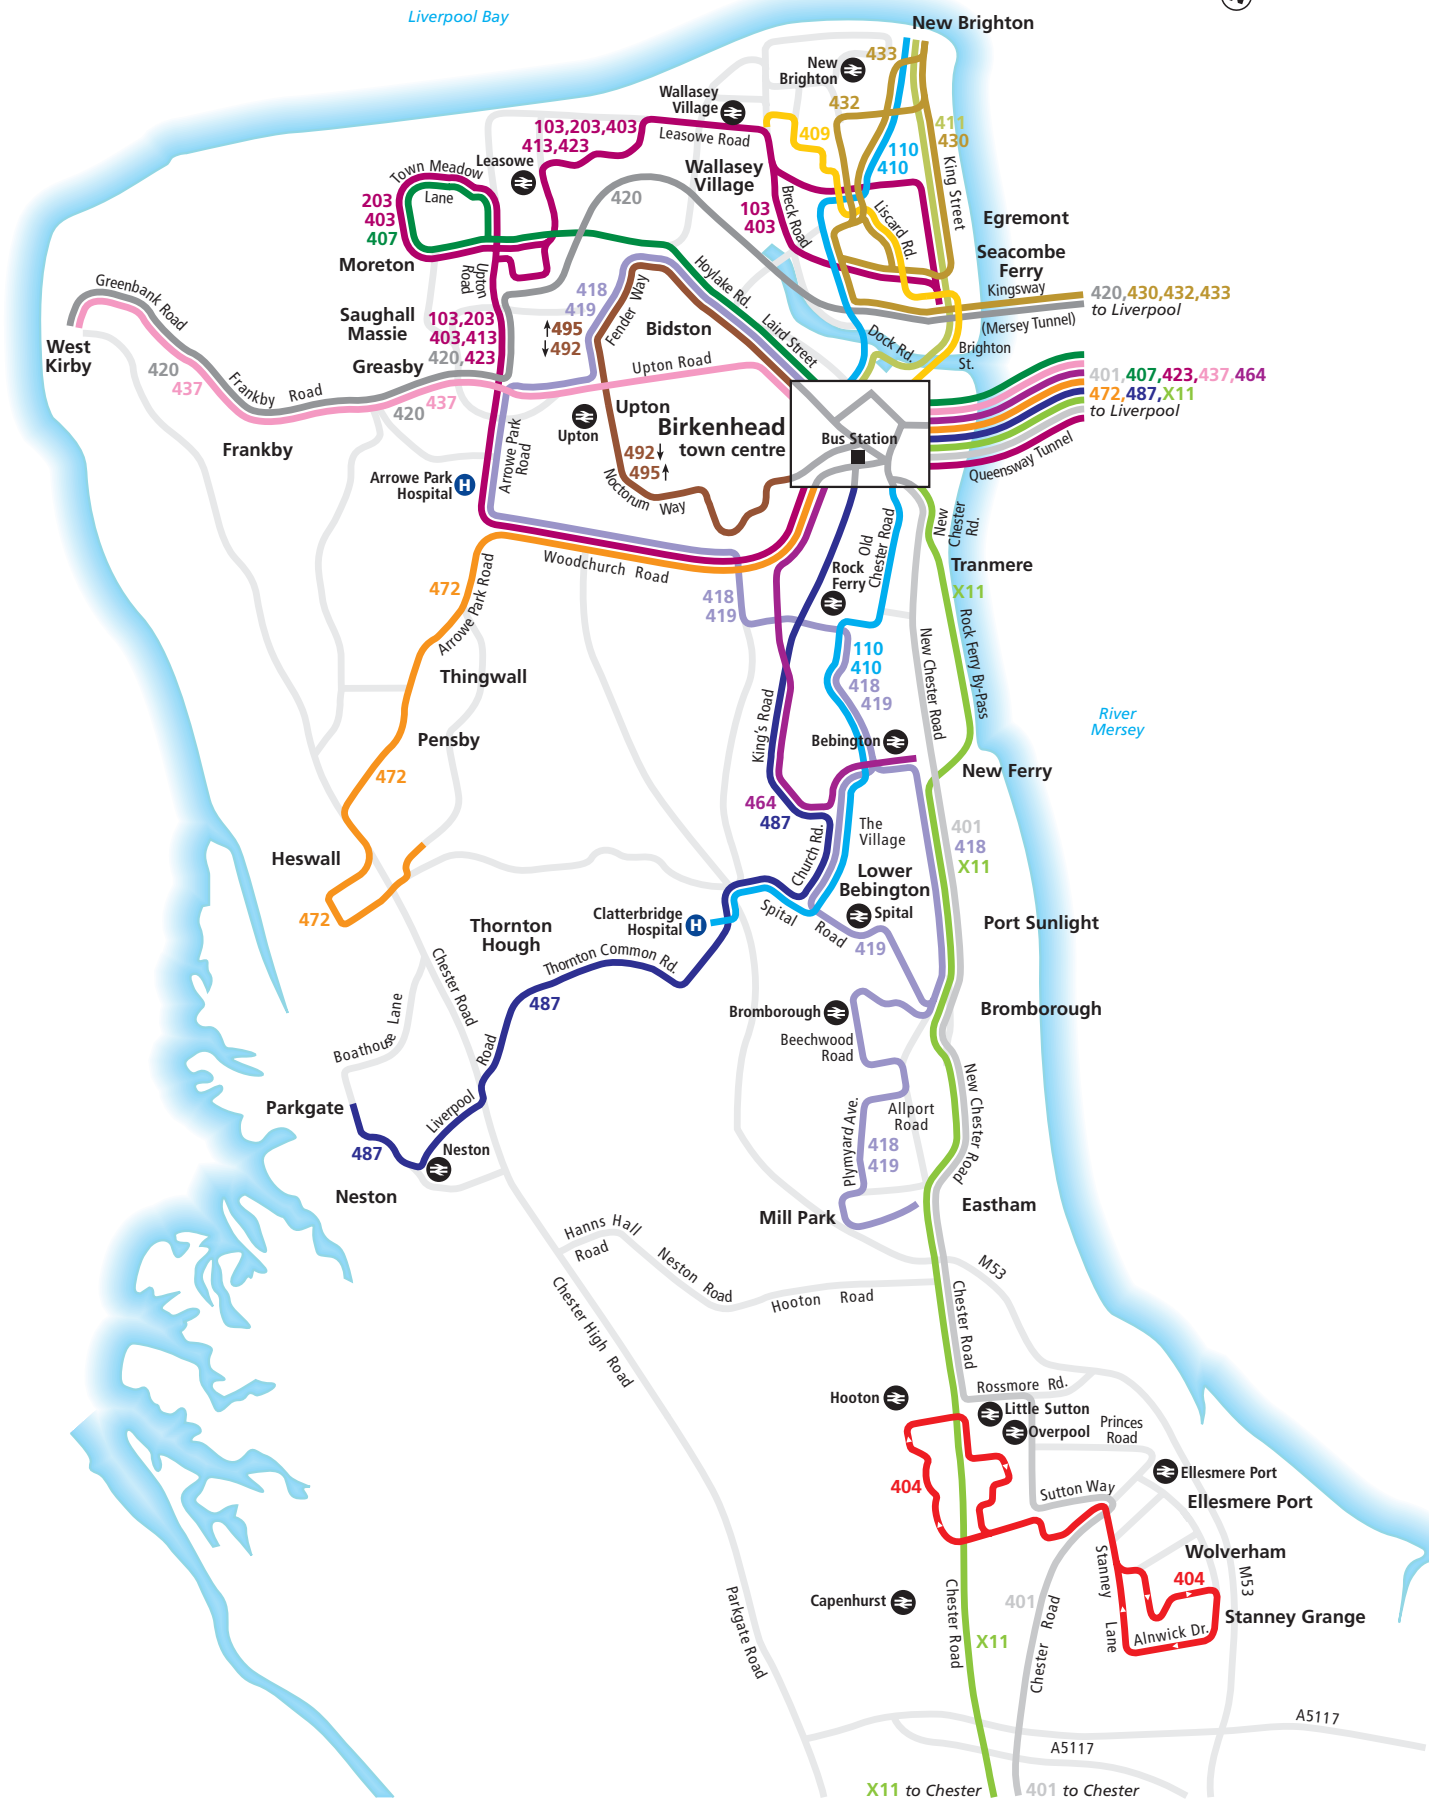 Liverpool Bay
New Brighton
433
New
Brighton
Wallasey
Village
432
103,203,403
413,423
Leasowe Road
409
411
430
110
410
Leasowe
Town Meadow
Lane
Wallasey
Village
King Street
203
403
407
420
103
403
Breck Road
Liscard Rd.
Egremont
Moreton
Upton
Road
Seacombe
Ferry
Kingsway
Hoylake Rd.
Greenbank Road
418
419
Fender Way
420,430,432,433
to Liverpool
(Mersey Tunnel)
Saughall
Massie
103,203
403,413
420,423
495
492
Bidston
Laird Street
Dock Rd.
Brighton
St.
West
Kirby
Greasby
Upton Road
420
437
Frankby Road
420
437
401,407,423,437,464
472,487,X11
to Liverpool
Upton
Upton
Birkenhead
town centre
Bus Station
Frankby
Arrowe Park
Road
492
495
Queensway Tunnel
Arrowe Park
Hospital
H
Noctorum Way
New
Chester
Rd.
Old
Chester Road
Woodchurch Road
Rock
Ferry
Tranmere
472
Arrowe Park Road
418
419
X11
Rock Ferry By-Pass
New Chester Road
110
410
418
419
Thingwall
King's Road
River
Mersey
Pensby
Bebington
472
New Ferry
464
487
The
Village
401
418
X11
Church Rd.
Heswall
Lower
Bebington
472
Clatterbridge
Hospital
H
Spital Road
Spital
Thornton
Hough
Port Sunlight
419
Chester Road
Thornton Common Rd.
487
Boathouse Lane
Bromborough
Bromborough
Beechwood
Road
Road
New Chester Road
Parkgate
Liverpool
Plymyard Ave.
Allport
Road
487
Neston
418
419
Neston
Mill Park
Eastham
Hanns Hall
Road
Neston Road
M53
Hooton Road
Chester High Road
Chester Road
Rossmore Rd.
Hooton
Little Sutton
Overpool
Princes
Road
404
Ellesmere Port
Sutton Way
Ellesmere Port
Wolverham
Stanney
Lane
404
M53
Capenhurst
401
Stanney Grange
Alnwick Dr.
Parkgate Road
Chester Road
X11
Chester Road
A5117
A5117
X11 to Chester
401 to Chester